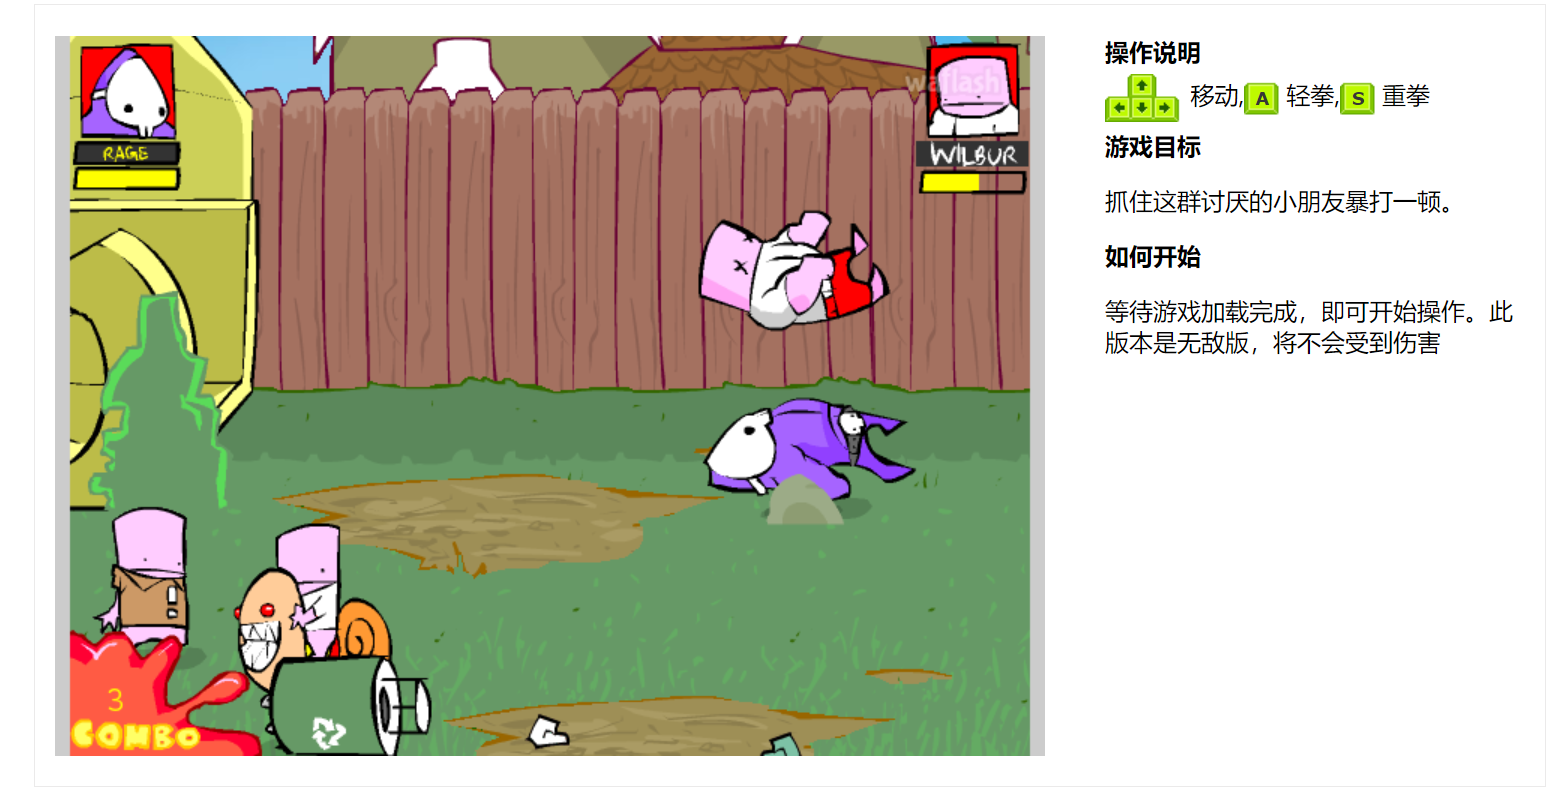 RAGE
waflash
WILBUR
3
COMBO
操作说明
移动,A 轻拳,S 重拳
游戏目标
抓住这群讨厌的小朋友暴打一顿。
如何开始
等待游戏加载完成，即可开始操作。此
版本是无敌版，将不会受到伤害